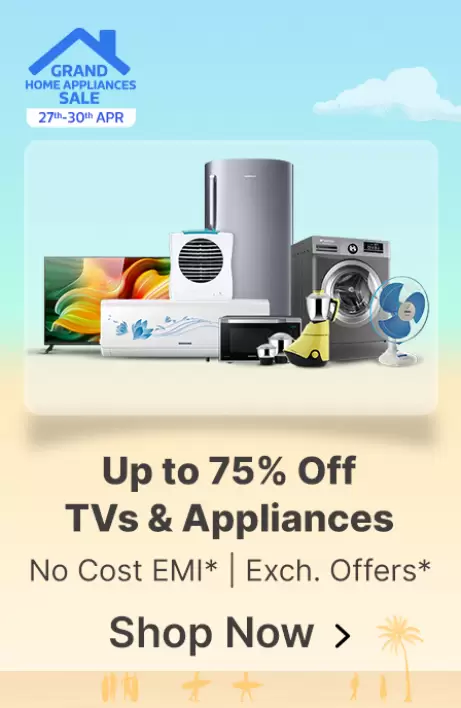 GRAND
HOME APPLIANCES
SALE
27th-30th APR
Up to 75% Off
TVs & Appliances
No Cost EMI* | Exch. Offers*
Shop Now >